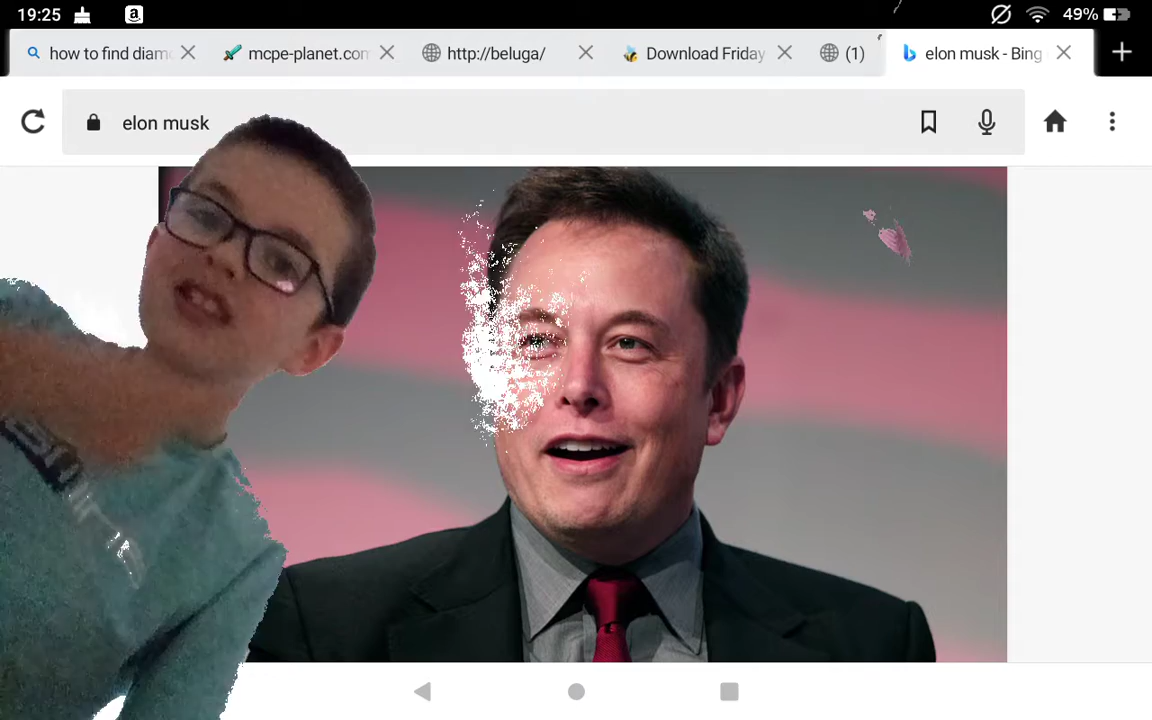 19:25 a 49%
how to find diam mcpe-planet.con http://beluga/ Download Friday (1) elon musk - Bing
elon musk